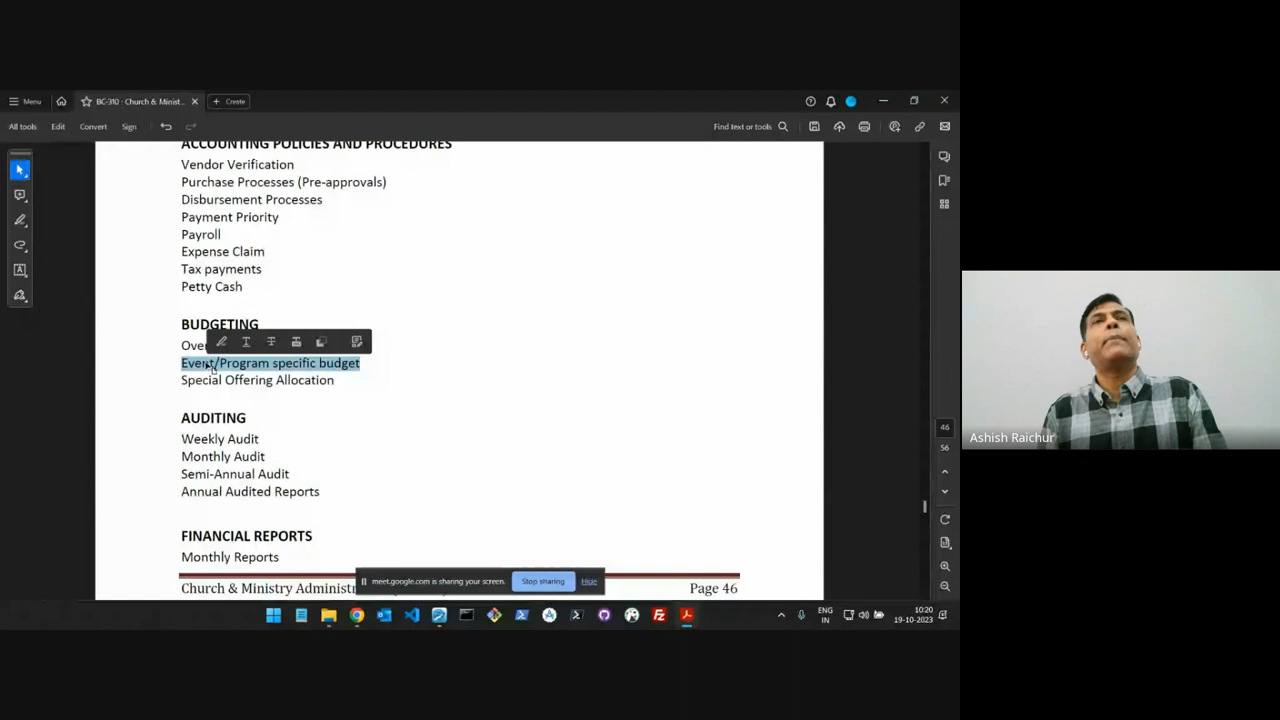 Menu
BC-310 - Church & Minist...
Create
All tools
Edit
Convert
Sign
Find text or tools
ACCOUNTING POLICIES AND PROCEDURES
Vendor Verification
Purchase Processes (Pre-approvals)
Disbursement Processes
Payment Priority
Payroll
Expense Claim
Tax payments
Petty Cash
BUDGETING
Over
Event/Program specific budget
Special Offering Allocation
AUDITING
Weekly Audit
Monthly Audit
Semi-Annual Audit
Annual Audited Reports
FINANCIAL REPORTS
Monthly Reports
Church & Ministry Administr
Page 46
meet.google.com is sharing your screen.
Stop sharing
Hide
46
56
ENG
IN
10:20
19-10-2023
Ashish Raichur